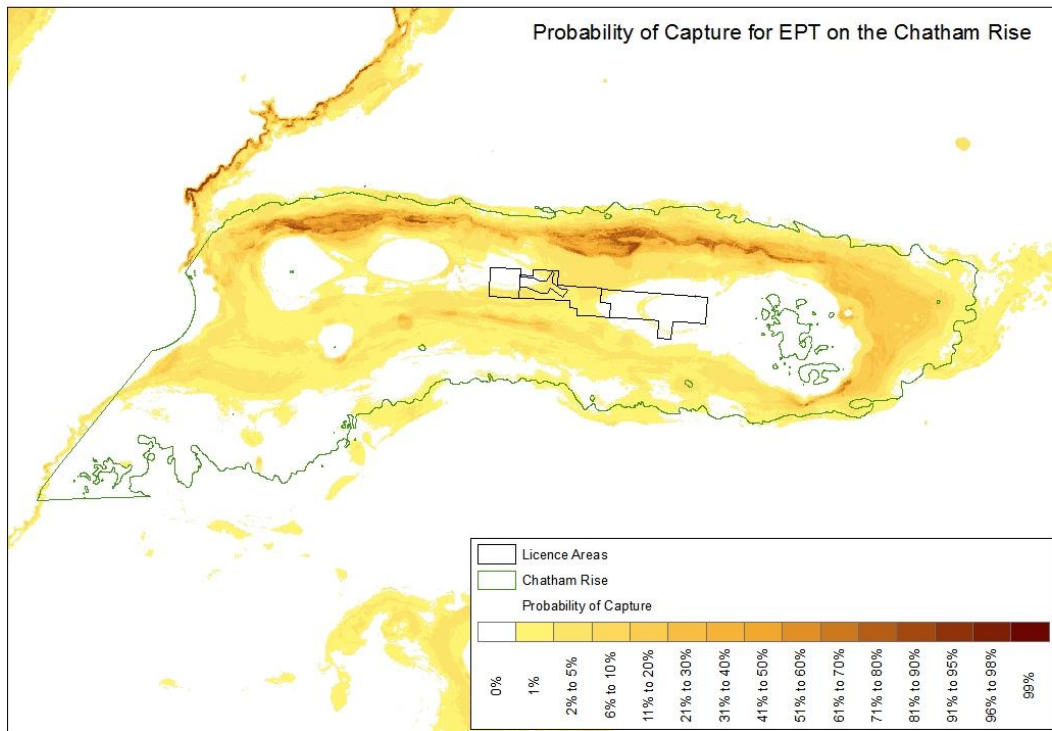 Probability of Capture for EPT on the Chatham Rise
Licence Areas
Chatham Rise
Probability of Capture
0%
1%
2% to 5%
6% to 10%
11% to 20%
21% to 30%
31% to 40%
41% to 50%
51% to 60%
61% to 70%
71% to 80%
81% to 90%
91% to 95%
96% to 98%
99%